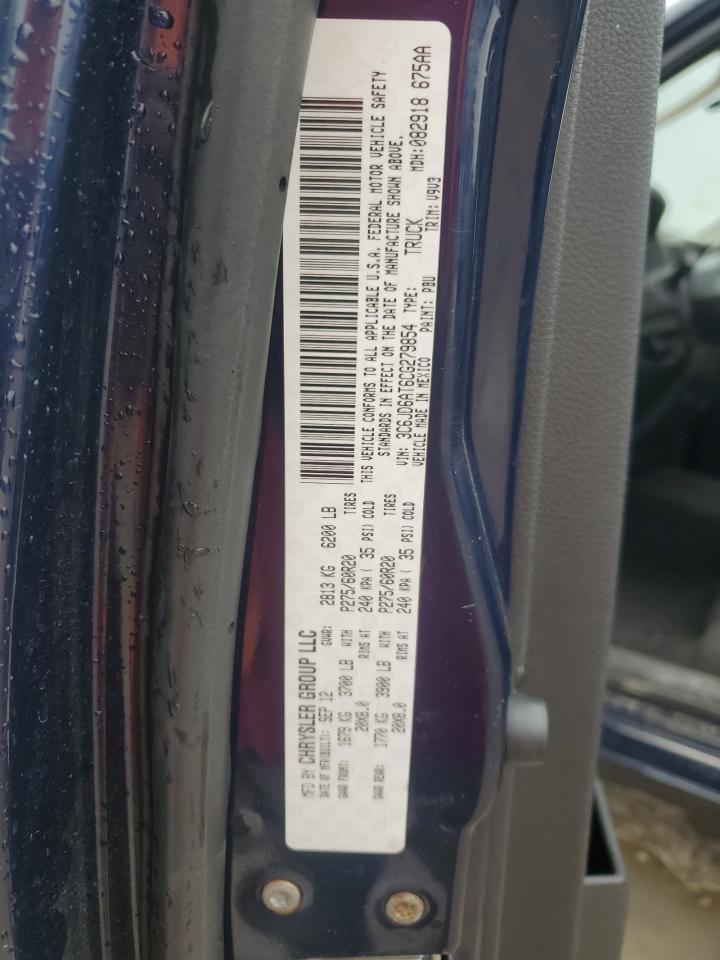 MFD BY CHRYSLER GROUP LLC
DATE OF MFR/BUILT: SEP 12 GVWR: 2813 KG 6200 LB
GAWR FRONT: 1679 KG 3700 LB WITH P275/60R20 TIRES
20X8.0 RIMS AT 240 KPA ( 35 PSI) COLD
GAWR REAR: 1770 KG 3900 LB WITH P275/60R20 TIRES
20X8.0 RIMS AT 240 KPA ( 35 PSI) COLD
THIS VEHICLE CONFORMS TO ALL APPLICABLE U.S.A. FEDERAL MOTOR VEHICLE SAFETY
STANDARDS IN EFFECT ON THE DATE OF MANUFACTURE SHOWN ABOVE.
VIN: 3C6JD6AT6CG279854 TYPE: TRUCK MDH:082918 675AA
VEHICLE MADE IN MEXICO PAINT: PBU TRIM: V9V3